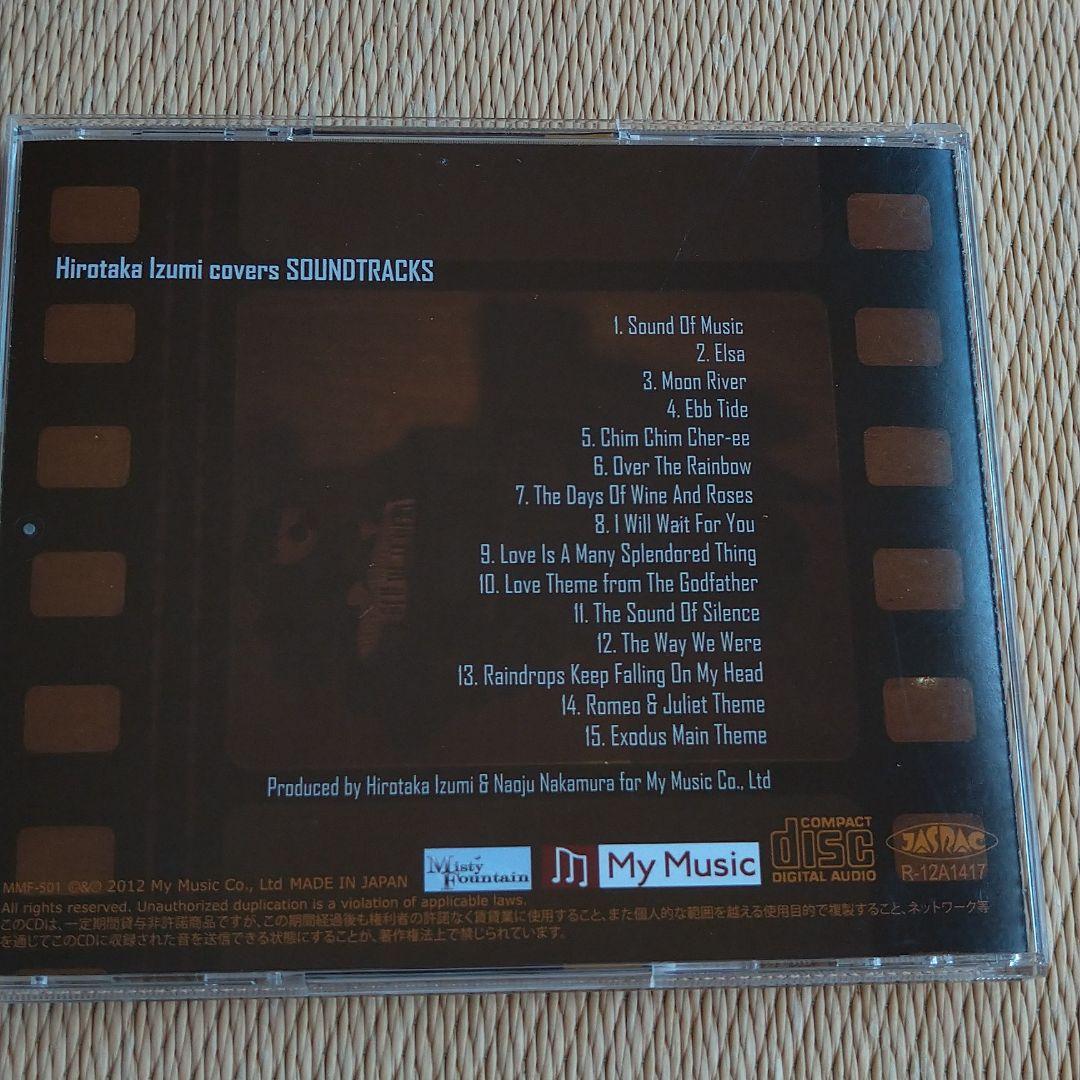 Hirotaka Izumi covers SOUNDTRACKS
1. Sound Of Music
2. Elsa
3. Moon River
4. Ebb Tide
5. Chim Chim Cher-ee
6. Over The Rainbow
7. The Days Of Wine And Roses
8. I Will Wait For You
9. Love Is A Many Splendored Thing
10. Love Theme from The Godfather
11. The Sound Of Silence
12. The Way We Were
13. Raindrops Keep Falling On My Head
14. Romeo & Juliet Theme
15. Exodus Main Theme
Produced by Hirotaka Izumi & Naoju Nakamura for My Music Co., Ltd
Misty Fountain
My Music
COMPACT
disc
DIGITAL AUDIO
JASRAC
R-12A1417
MMF-501 ©&℗ 2012 My Music Co., Ltd MADE IN JAPAN
All rights reserved. Unauthorized duplication is a violation of applicable laws.
このCDは、一定期間貸与非許諾商品ですが、この期間経過後も権利者の許諾なく賃貸業に使用すること、また個人的な範囲を越える使用目的で複製すること、ネットワーク等
を通じてこのCDに収録された音を送信できる状態にすることが、著作権法上で禁じられています。